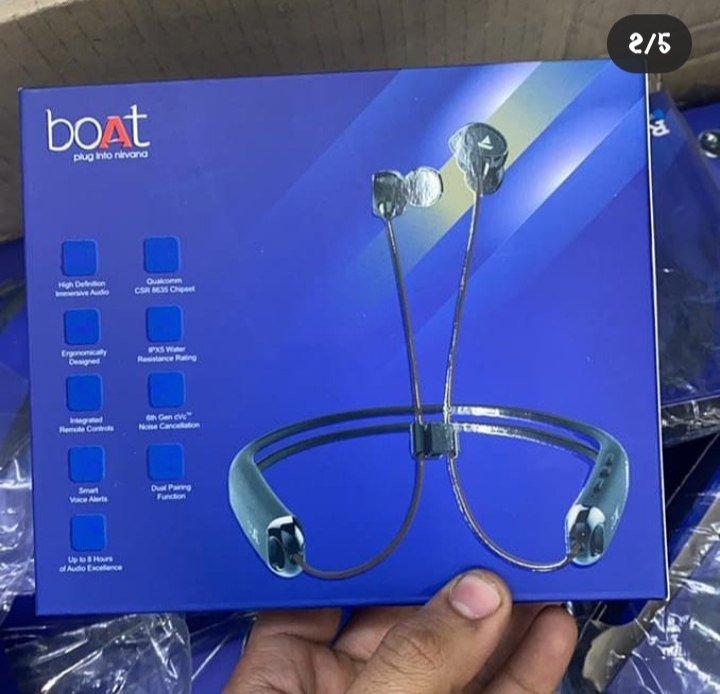 2/5
boAt
plug into nirvana
High Definition
Immersive Audio
Qualcomm
CSR 8635 Chipset
Ergonomically
Designed
IPX5 Water
Resistance Rating
Integrated
Remote Controls
6th Gen cVc™
Noise Cancellation
Smart
Voice Alerts
Dual Pairing
Function
Up to 8 Hours
of Audio Excellence